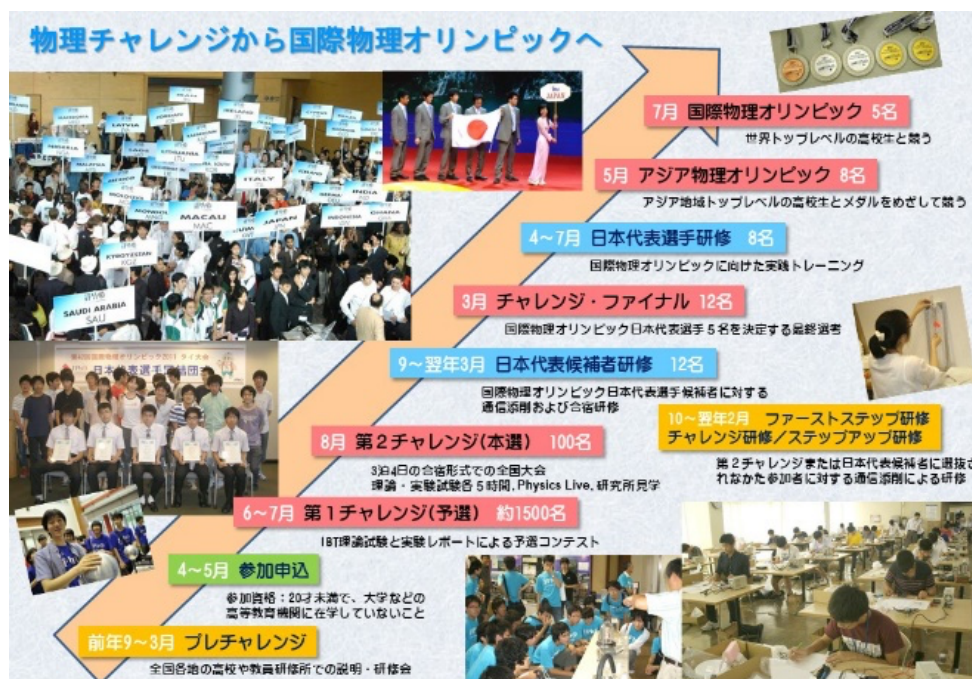 物理チャレンジから国際物理オリンピックへ
7月 国際物理オリンピック 5名
世界トップレベルの高校生と競う
5月 アジア物理オリンピック 8名
アジア地域トップレベルの高校生とメダルをめざして競う
4～7月 日本代表選手研修 8名
国際物理オリンピックに向けた実践トレーニング
3月 チャレンジ・ファイナル 12名
国際物理オリンピック日本代表選手５名を決定する最終選考
9～翌年3月 日本代表候補者研修 12名
国際物理オリンピック日本代表選手候補者に対する
通信添削および合宿研修
10～翌年2月 ファーストステップ研修
チャレンジ研修／ステップアップ研修
第２チャレンジまたは日本代表候補者に選抜さ
れなかた参加者に対する通信添削による研修
8月 第２チャレンジ(本選) 100名
3泊4日の合宿形式での全国大会
理論・実験試験各５時間, Physics Live, 研究所見学
6～7月 第１チャレンジ(予選) 約1500名
IBT理論試験と実験レポートによる予選コンテスト
4～5月 参加申込
参加資格：20才未満で、大学などの
高等教育機関に在学していないこと
前年9～3月 プレチャレンジ
全国各地の高校や教員研修所での説明・研修会
JAPAN
IRELAND
LATVIA
NIGERIA
MALAYSIA
ITALY
INDIA
MACAU
MAC
JAPAN
GHANA
SAUDI ARABIA
SAU
日本代表選手